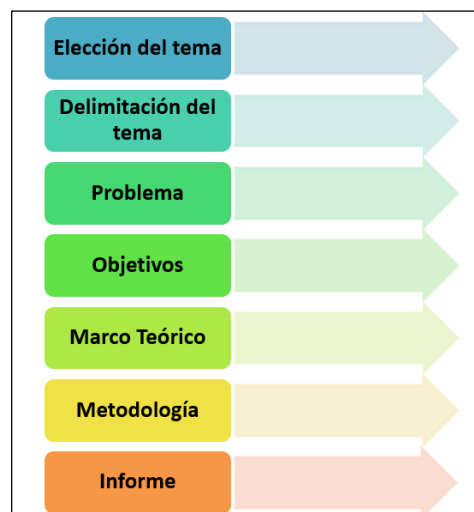 Elección del tema
Delimitación del
tema
Problema
Objetivos
Marco Teórico
Metodología
Informe